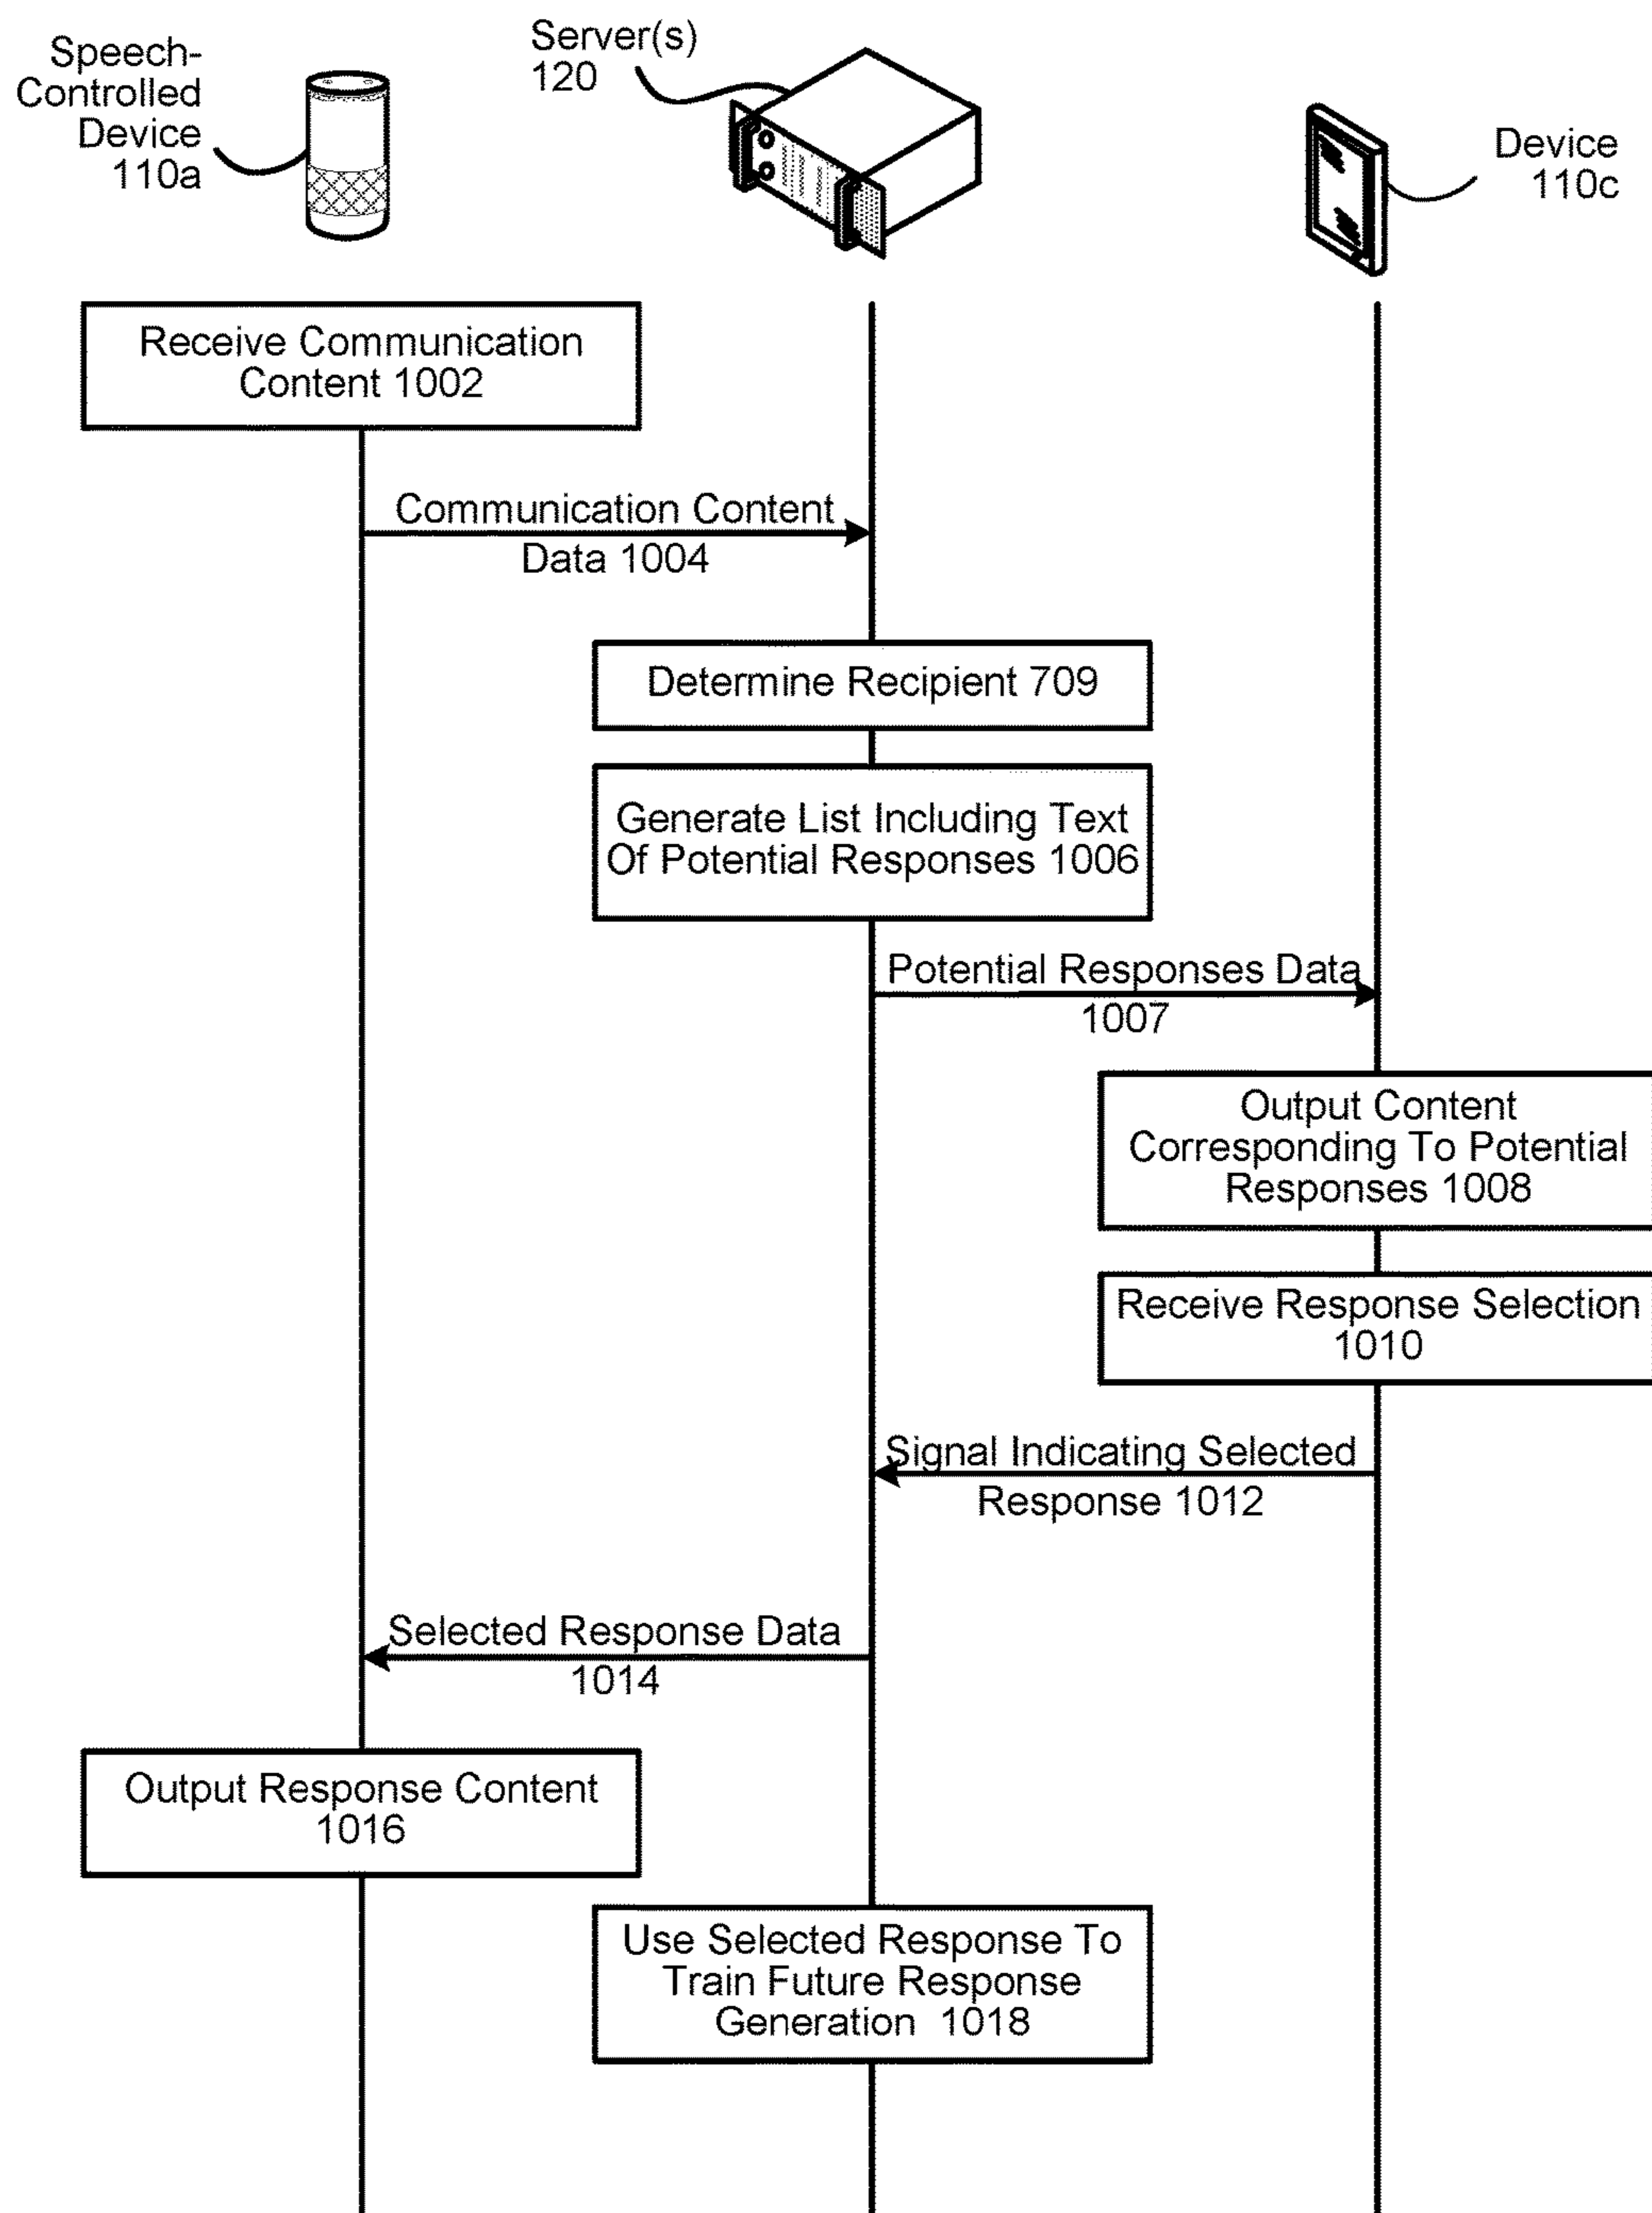 Speech-
Controlled
Device
110a
Server(s)
120
Device
110c
Receive Communication
Content 1002
Communication Content
Data 1004
Determine Recipient 709
Generate List Including Text
Of Potential Responses 1006
Potential Responses Data
1007
Output Content
Corresponding To Potential
Responses 1008
Receive Response Selection
1010
Signal Indicating Selected
Response 1012
Selected Response Data
1014
Output Response Content
1016
Use Selected Response To
Train Future Response
Generation 1018